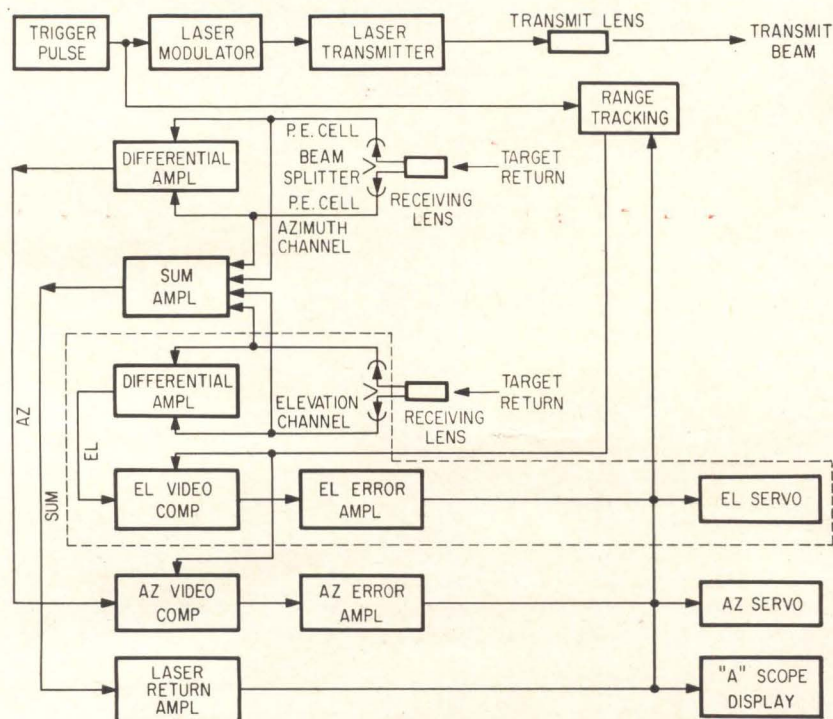 TRIGGER
PULSE
LASER
MODULATOR
LASER
TRANSMITTER
TRANSMIT LENS
TRANSMIT
BEAM
RANGE
TRACKING
P.E. CELL
DIFFERENTIAL
AMPL
BEAM
SPLITTER
TARGET
RETURN
P.E. CELL
RECEIVING
LENS
AZIMUTH
CHANNEL
SUM
AMPL
DIFFERENTIAL
AMPL
ELEVATION
CHANNEL
TARGET
RETURN
RECEIVING
LENS
AZ
SUM
EL
EL VIDEO
COMP
EL ERROR
AMPL
EL SERVO
AZ VIDEO
COMP
AZ ERROR
AMPL
AZ SERVO
LASER
RETURN
AMPL
"A" SCOPE
DISPLAY